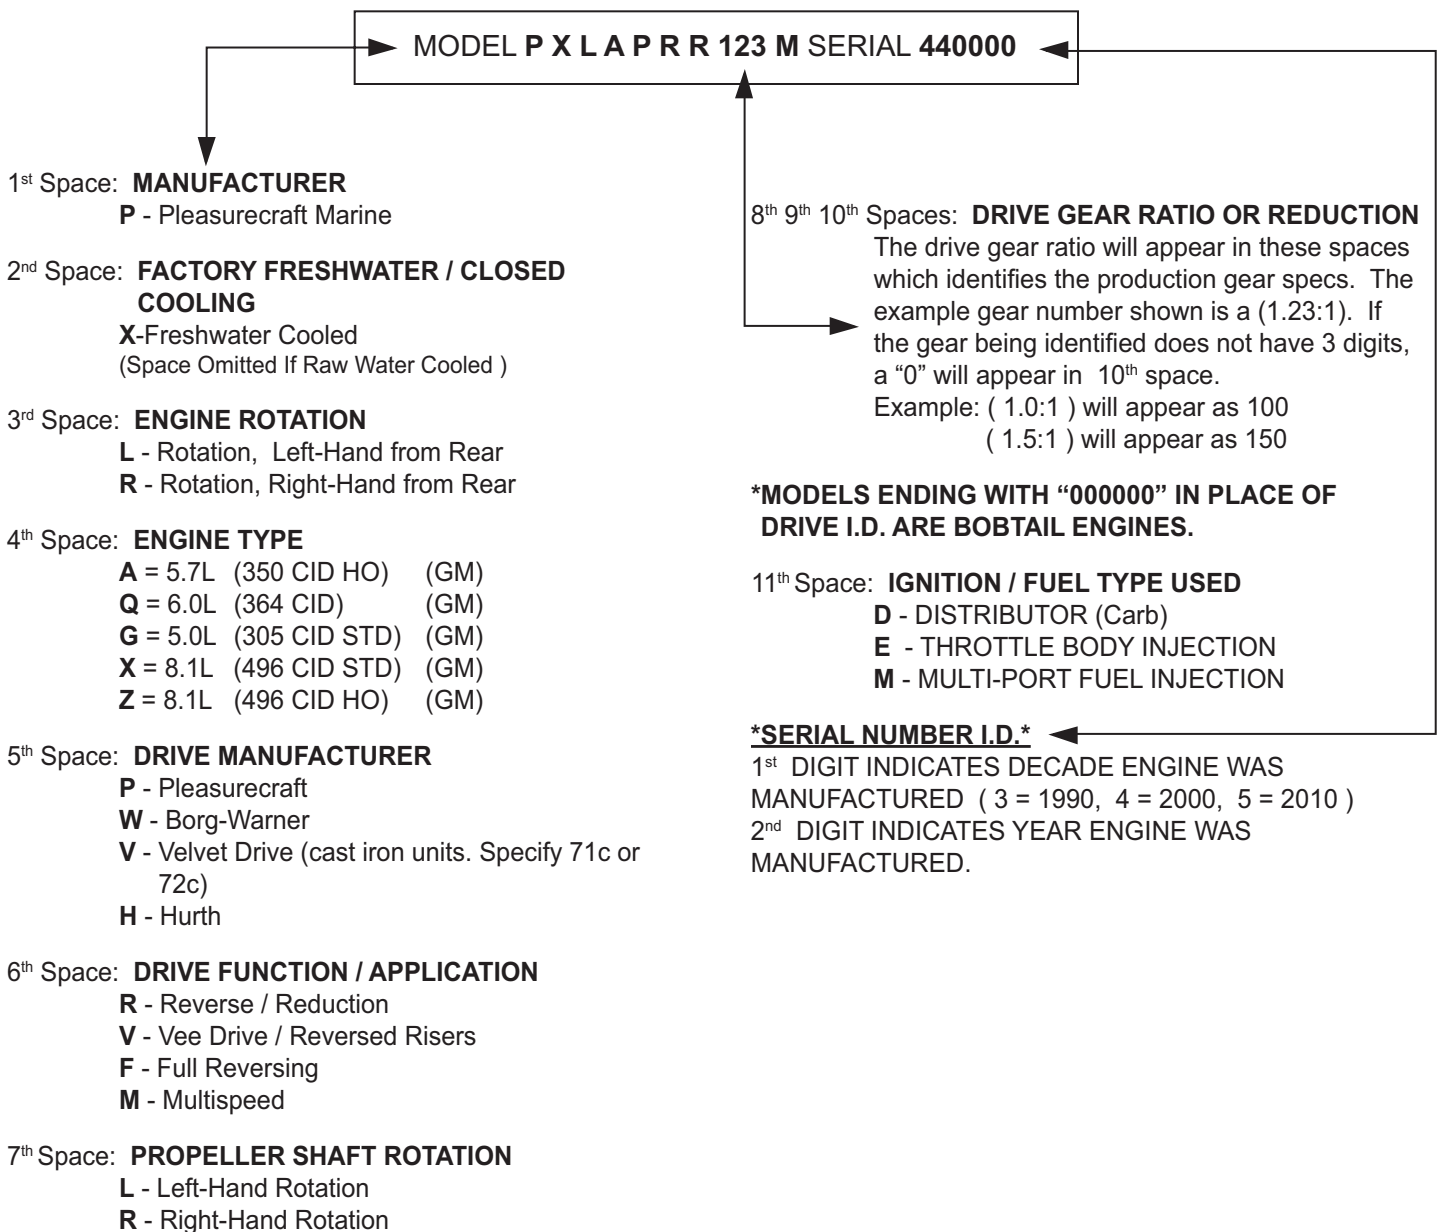 MODEL P X L A P R R 123 M SERIAL 440000
1st Space: MANUFACTURER
P - Pleasurecraft Marine
2nd Space: FACTORY FRESHWATER / CLOSED
COOLING
X-Freshwater Cooled
(Space Omitted If Raw Water Cooled )
3rd Space: ENGINE ROTATION
L - Rotation, Left-Hand from Rear
R - Rotation, Right-Hand from Rear
4th Space: ENGINE TYPE
A = 5.7L (350 CID HO) (GM)
Q = 6.0L (364 CID) (GM)
G = 5.0L (305 CID STD) (GM)
X = 8.1L (496 CID STD) (GM)
Z = 8.1L (496 CID HO) (GM)
5th Space: DRIVE MANUFACTURER
P - Pleasurecraft
W - Borg-Warner
V - Velvet Drive (cast iron units. Specify 71c or
72c)
H - Hurth
6th Space: DRIVE FUNCTION / APPLICATION
R - Reverse / Reduction
V - Vee Drive / Reversed Risers
F - Full Reversing
M - Multispeed
7th Space: PROPELLER SHAFT ROTATION
L - Left-Hand Rotation
R - Right-Hand Rotation
8th 9th 10th Spaces: DRIVE GEAR RATIO OR REDUCTION
The drive gear ratio will appear in these spaces
which identifies the production gear specs. The
example gear number shown is a (1.23:1). If
the gear being identified does not have 3 digits,
a “0” will appear in 10th space.
Example: ( 1.0:1 ) will appear as 100
( 1.5:1 ) will appear as 150
*MODELS ENDING WITH “000000” IN PLACE OF
DRIVE I.D. ARE BOBTAIL ENGINES.
11th Space: IGNITION / FUEL TYPE USED
D - DISTRIBUTOR (Carb)
E - THROTTLE BODY INJECTION
M - MULTI-PORT FUEL INJECTION
*SERIAL NUMBER I.D.*
1st DIGIT INDICATES DECADE ENGINE WAS
MANUFACTURED ( 3 = 1990, 4 = 2000, 5 = 2010 )
2nd DIGIT INDICATES YEAR ENGINE WAS
MANUFACTURED.